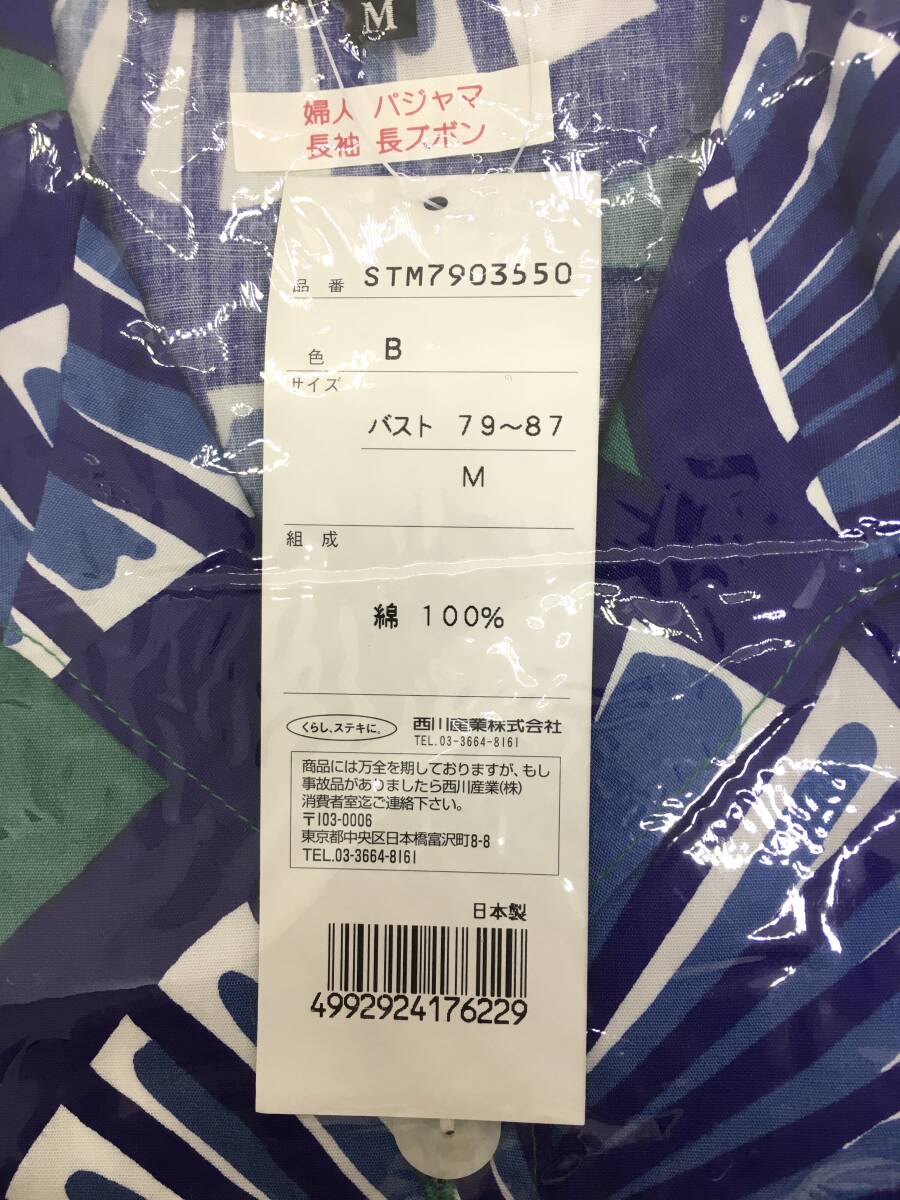 M
婦人 パジャマ
長袖 長ズボン
品番 STM7903550
色 B
サイズ
バスト 79～87
M
組成
綿 100%
くらし、ステキに。 西川産業株式会社
TEL.03-3664-8161
商品には万全を期しておりますが、もし
事故品がありましたら西川産業(株)
消費者室迄ご連絡下さい。
〒103-0006
東京都中央区日本橋富沢町8-8
TEL.03-3664-8161
日本製
4992924176229